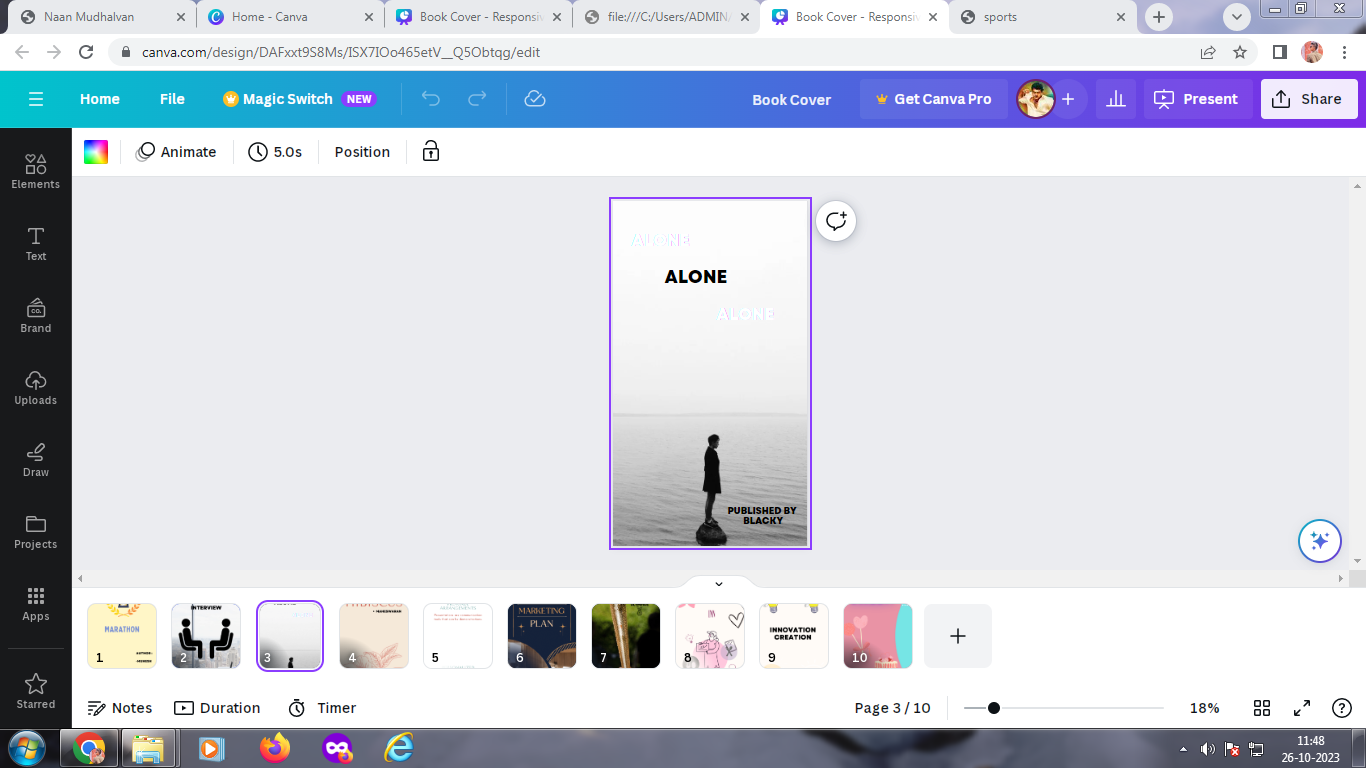 Naan Mudhalvan
Home - Canva
Book Cover - Responsiv
file:///C:/Users/ADMIN/
Book Cover - Responsiv
sports
canva.com/design/DAFxxt9S8Ms/ISX7IOo465etV__Q5Obtqg/edit
Home
File
Magic Switch
NEW
Book Cover
Get Canva Pro
Present
Share
Animate
5.0s
Position
Elements
Text
Brand
Uploads
Draw
Projects
Apps
Starred
ALONE
ALONE
ALONE
PUBLISHED BY
BLACKY
MARATHON
1
INTERVIEW
2
3
4
5
MARKETING
PLAN
6
7
8
INNOVATION
CREATION
9
10
Notes
Duration
Timer
Page 3 / 10
18%
11:48
26-10-2023